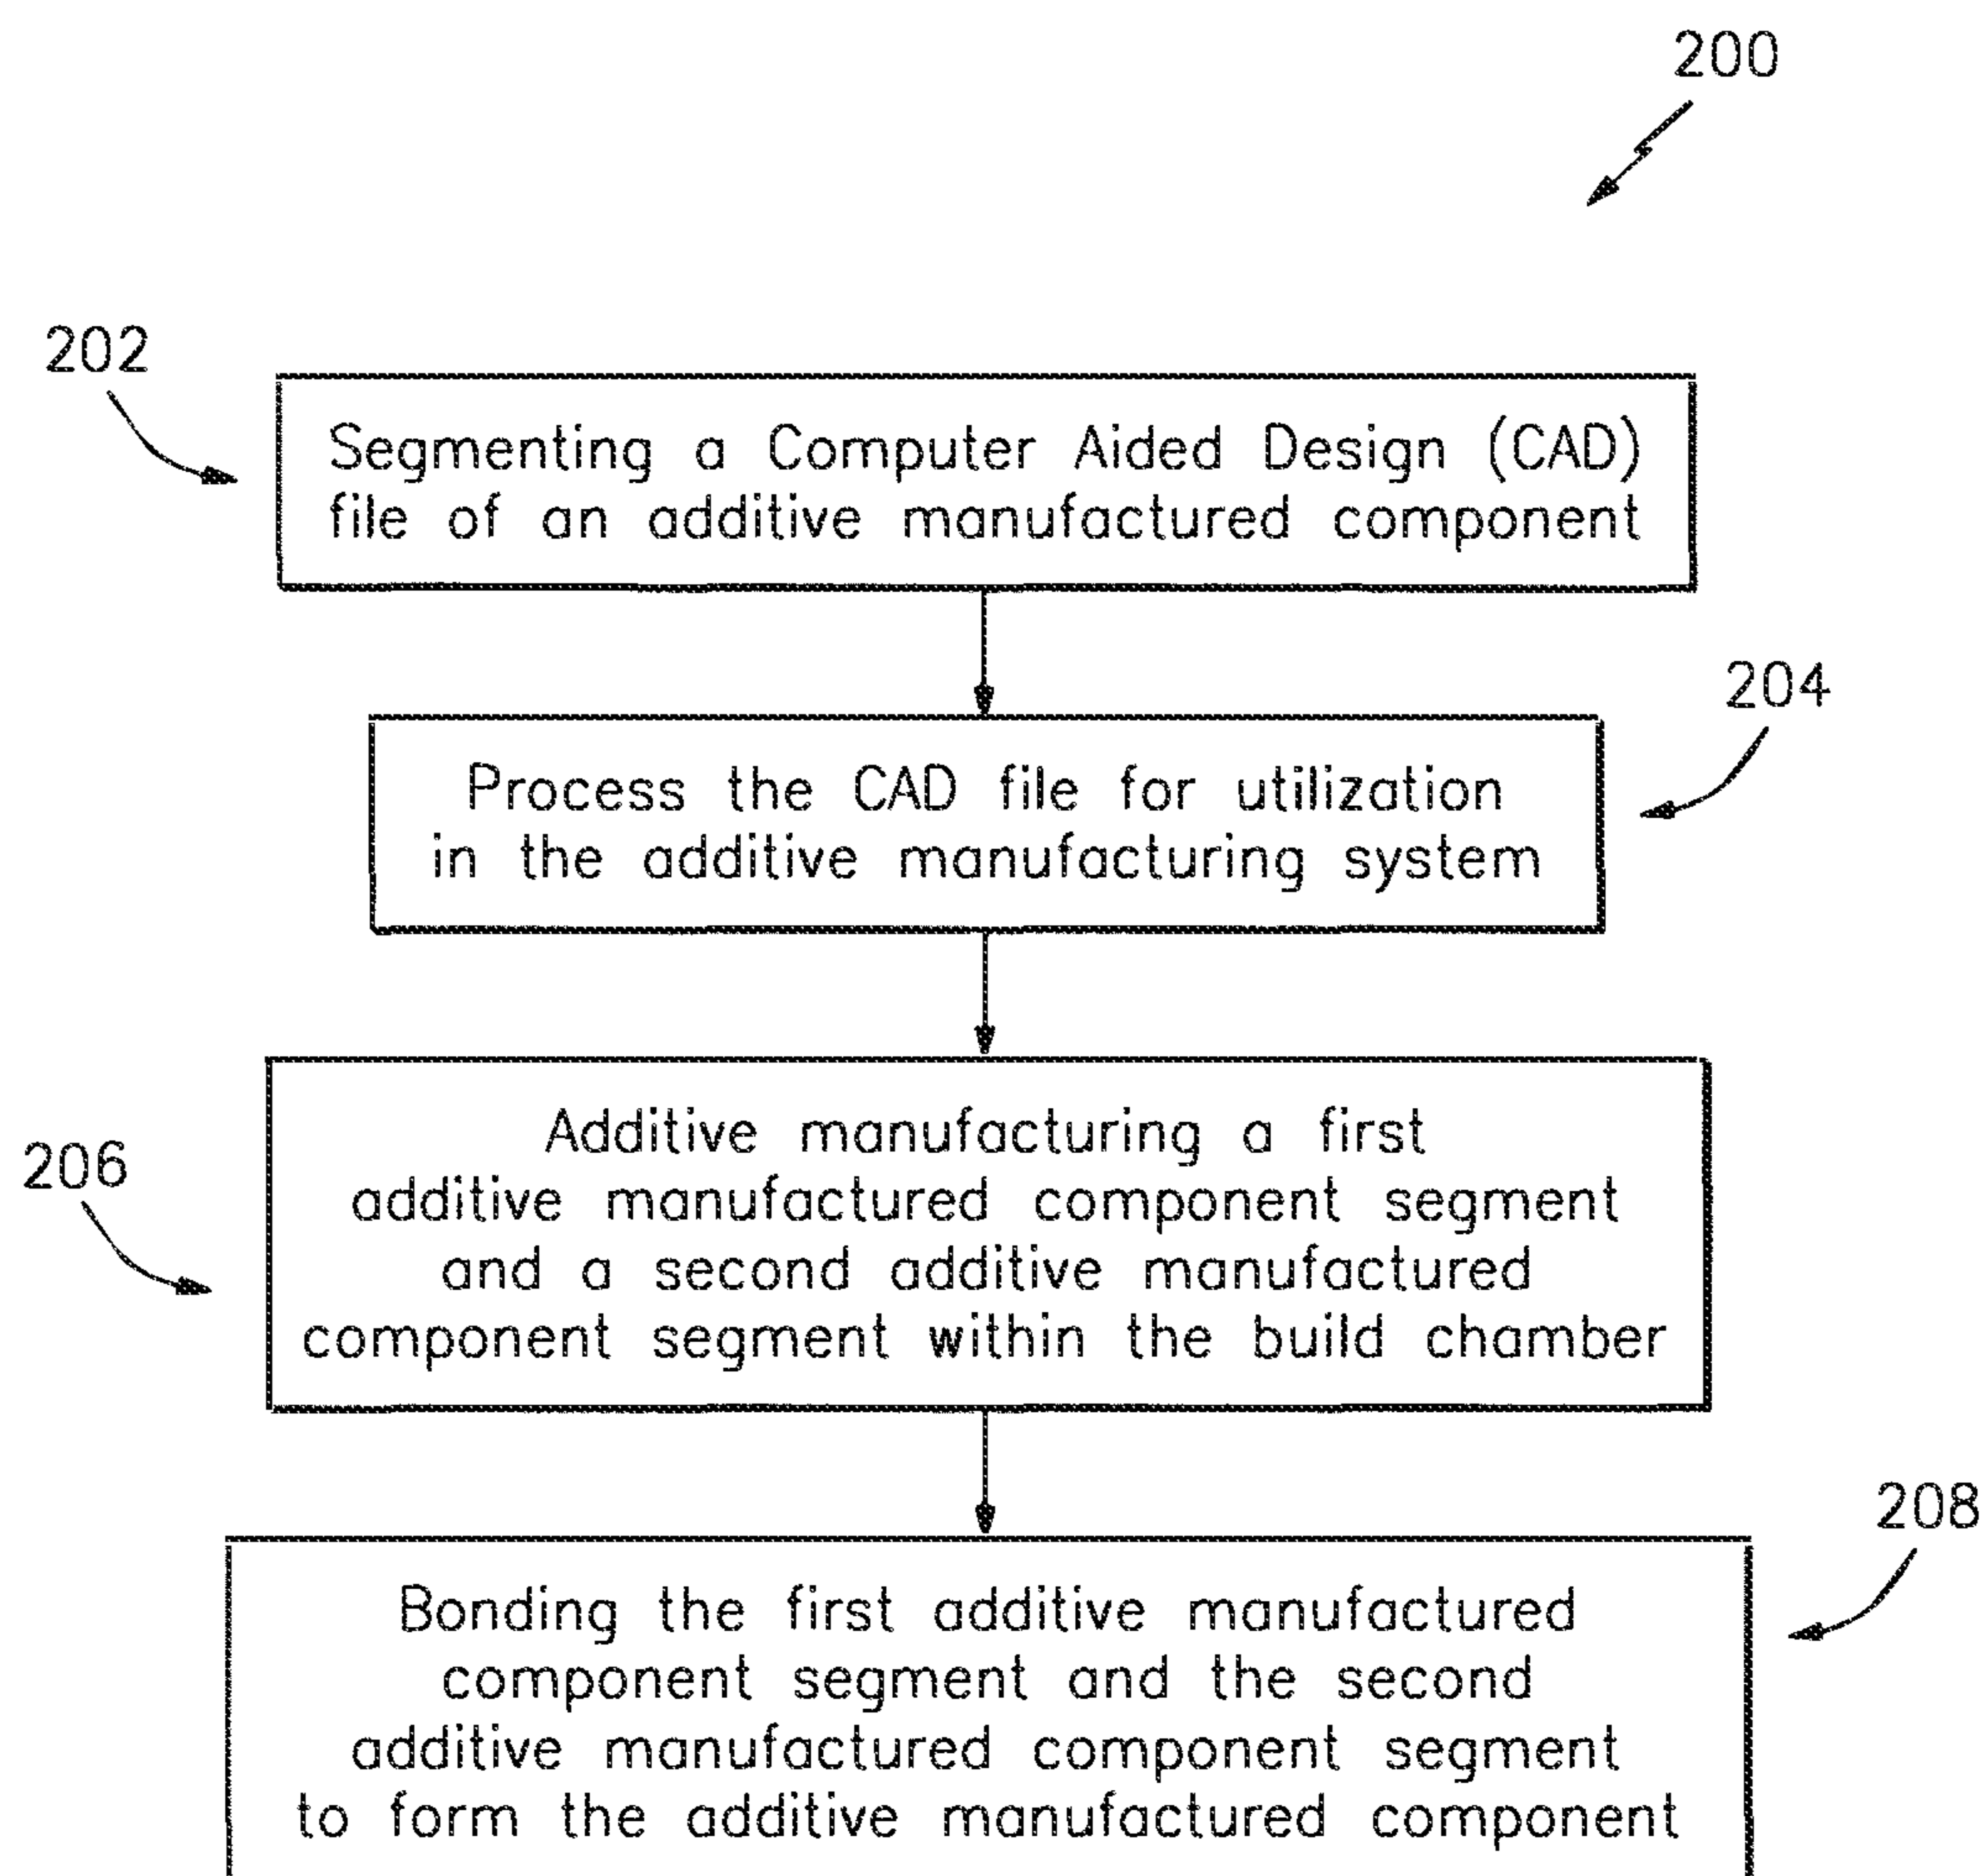 200
202
Segmenting a Computer Aided Design (CAD)
file of an additive manufactured component
204
Process the CAD file for utilization
in the additive manufacturing system
206
Additive manufacturing a first
additive manufactured component segment
and a second additive manufactured
component segment within the build chamber
208
Bonding the first additive manufactured
component segment and the second
additive manufactured component segment
to form the additive manufactured component